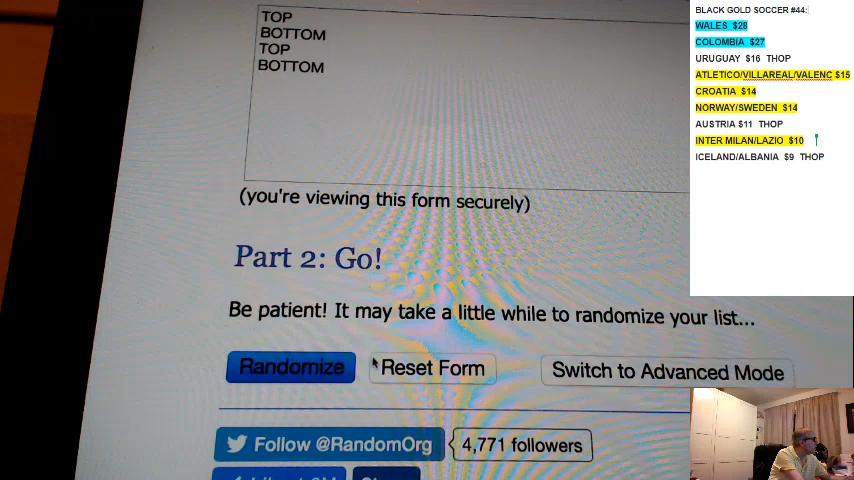 TOP
BOTTOM
TOP
BOTTOM
(you're viewing this form securely)
Part 2: Go!
Be patient! It may take a little while to randomize your list...
Randomize
Reset Form
Switch to Advanced Mode
Follow @RandomOrg
4,771 followers
BLACK GOLD SOCCER #44:
WALES $28
COLOMBIA $27
URUGUAY $16 THOP
ATLETICO/VILLAREAL/VALENC $15
CROATIA $14
NORWAY/SWEDEN $14
AUSTRIA $11 THOP
INTER MILAN/LAZIO $10
ICELAND/ALBANIA $9 THOP